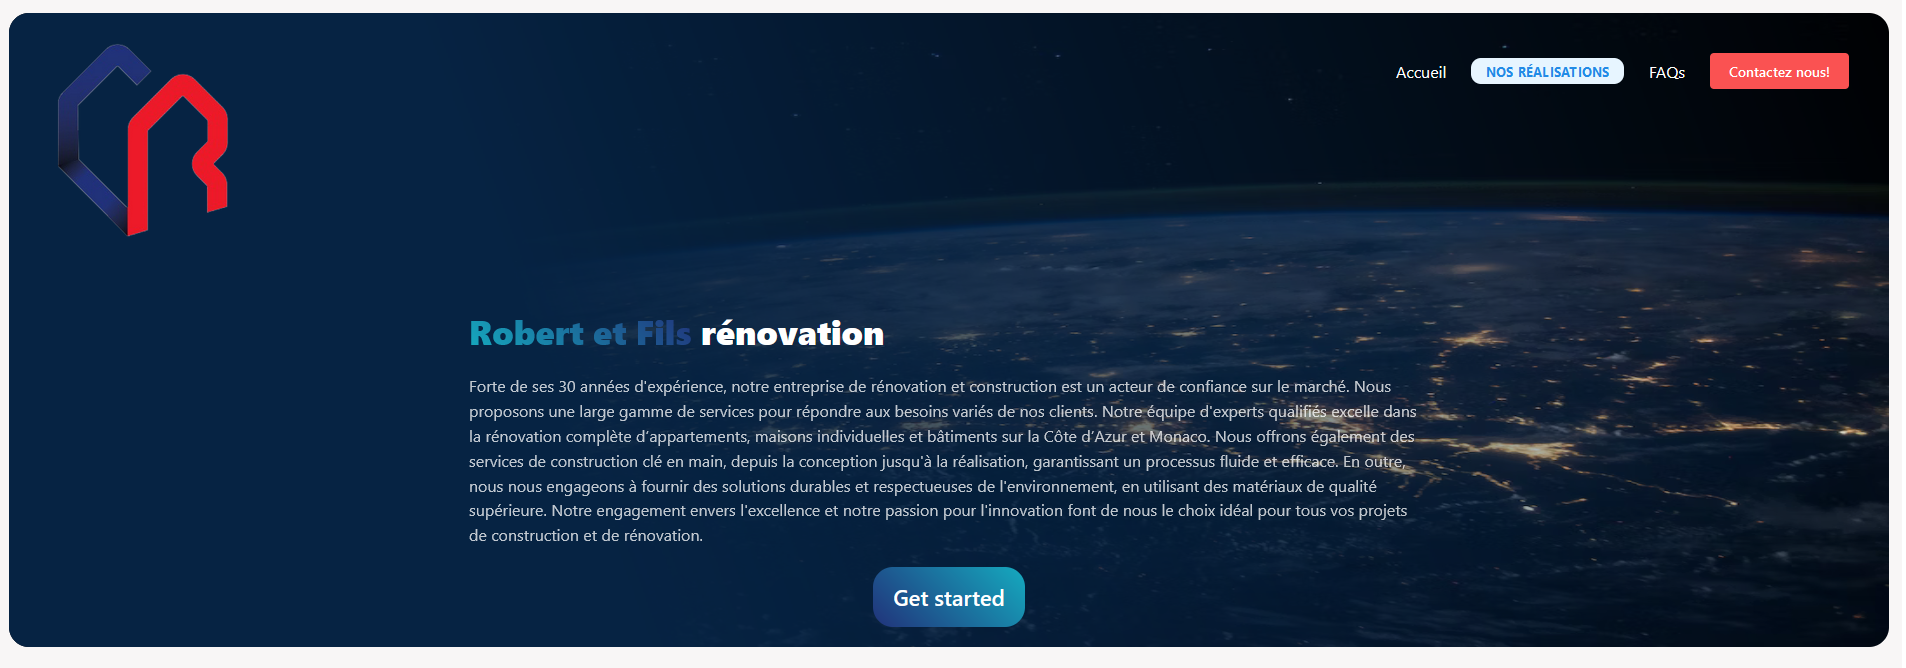 Accueil
NOS RÉALISATIONS
FAQs
Contactez nous!
Robert et Fils rénovation
Forte de ses 30 années d'expérience, notre entreprise de rénovation et construction est un acteur de confiance sur le marché. Nous
proposons une large gamme de services pour répondre aux besoins variés de nos clients. Notre équipe d'experts qualifiés excelle dans
la rénovation complète d’appartements, maisons individuelles et bâtiments sur la Côte d’Azur et Monaco. Nous offrons également des
services de construction clé en main, depuis la conception jusqu'à la réalisation, garantissant un processus fluide et efficace. En outre,
nous nous engageons à fournir des solutions durables et respectueuses de l'environnement, en utilisant des matériaux de qualité
supérieure. Notre engagement envers l'excellence et notre passion pour l'innovation font de nous le choix idéal pour tous vos projets
de construction et de rénovation.
Get started